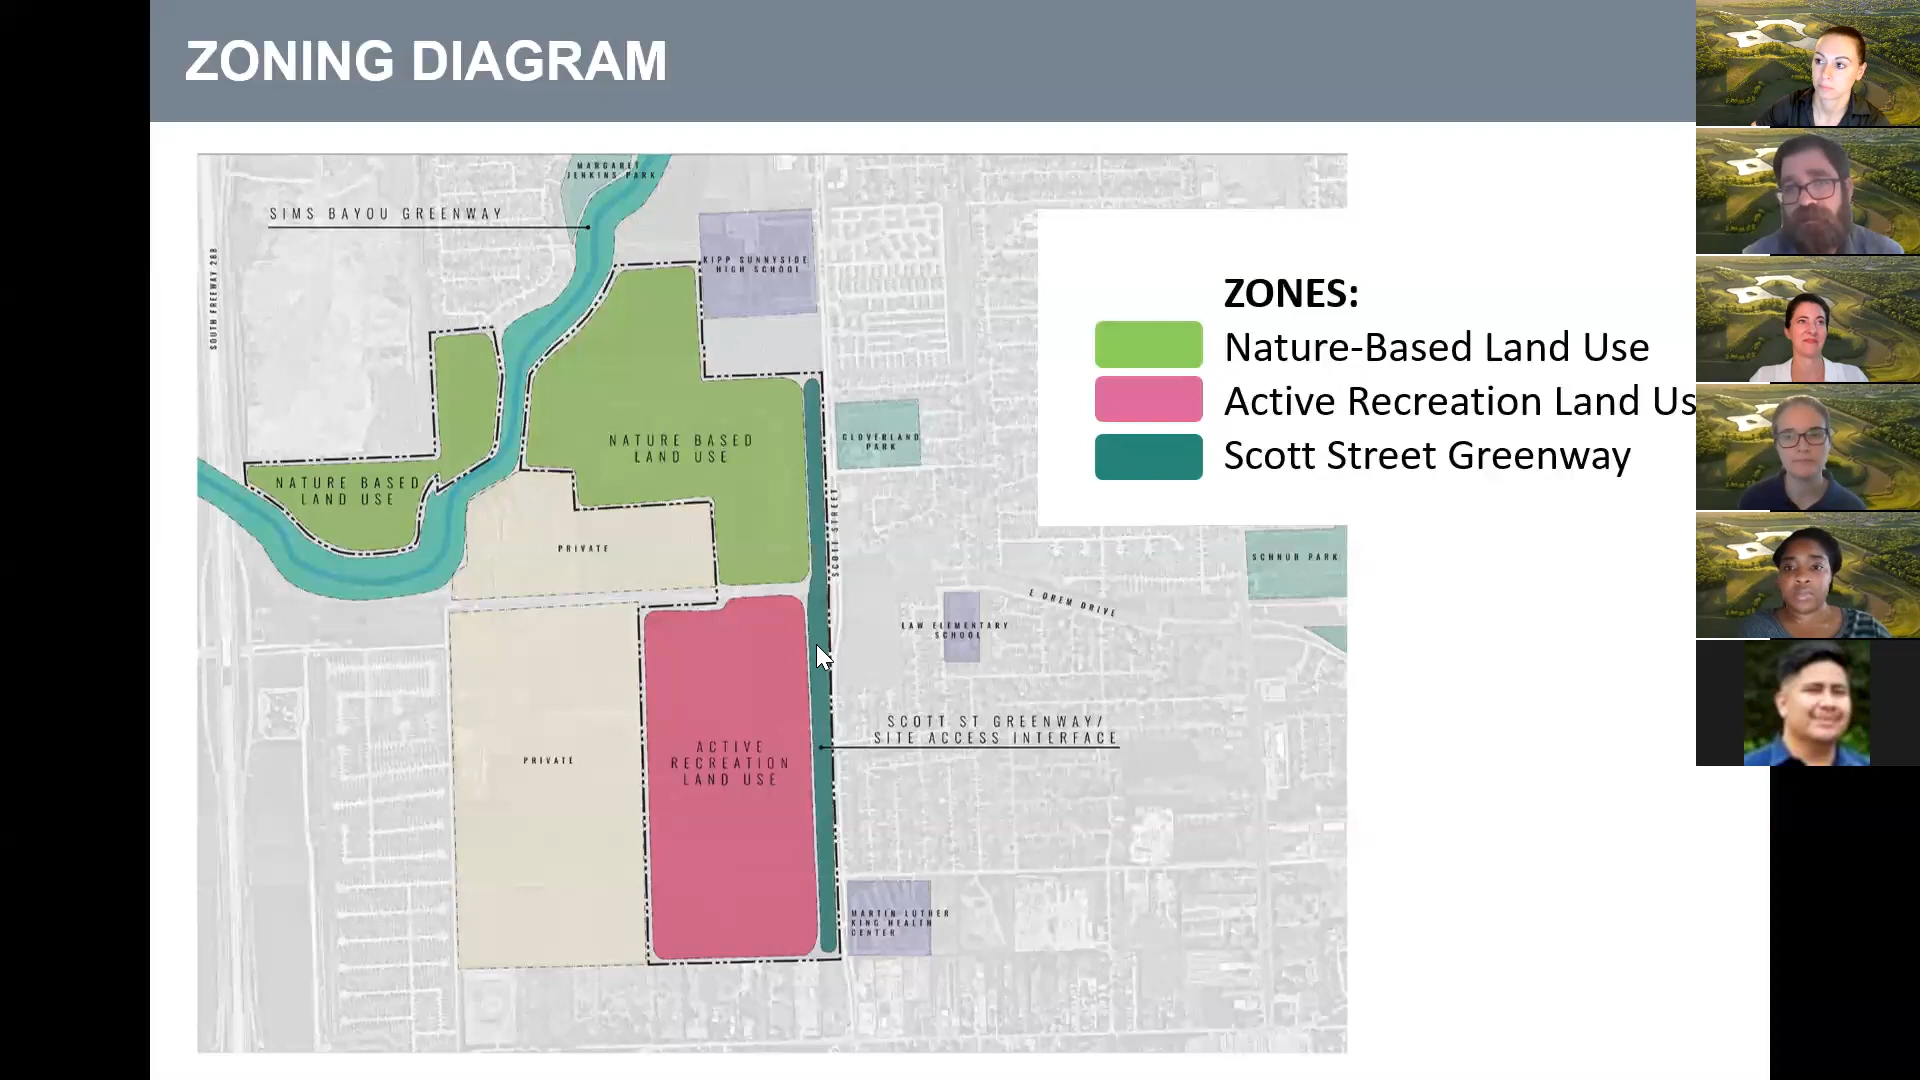 ZONING DIAGRAM
MARGARET
JENKINS PARK
SIMS BAYOU GREENWAY
SOUTH FREEWAY 288
KIPP SUNNYSIDE
HIGH SCHOOL
ZONES:
Nature-Based Land Use
Active Recreation Land Us
Scott Street Greenway
NATURE BASED
LAND USE
CLOVERLAND
PARK
NATURE BASED
LAND USE
SCOTT STREET
PRIVATE
SCHNUR PARK
E OREM DRIVE
LAW ELEMENTARY
SCHOOL
SCOTT ST GREENWAY/
SITE ACCESS INTERFACE
ACTIVE
RECREATION
LAND USE
PRIVATE
MARTIN LUTHER
KING HEALTH
CENTER